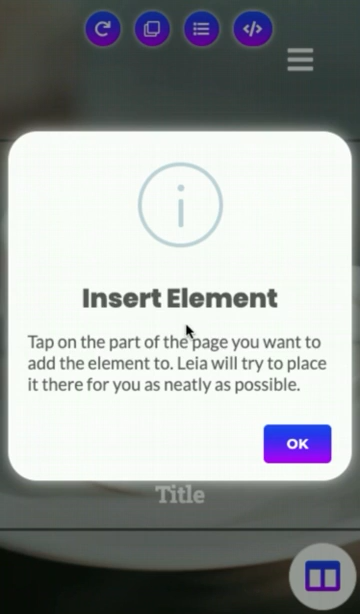 Insert Element
Tap on the part of the page you want to
add the element to. Leia will try to place
it there for you as neatly as possible.
OK
Title